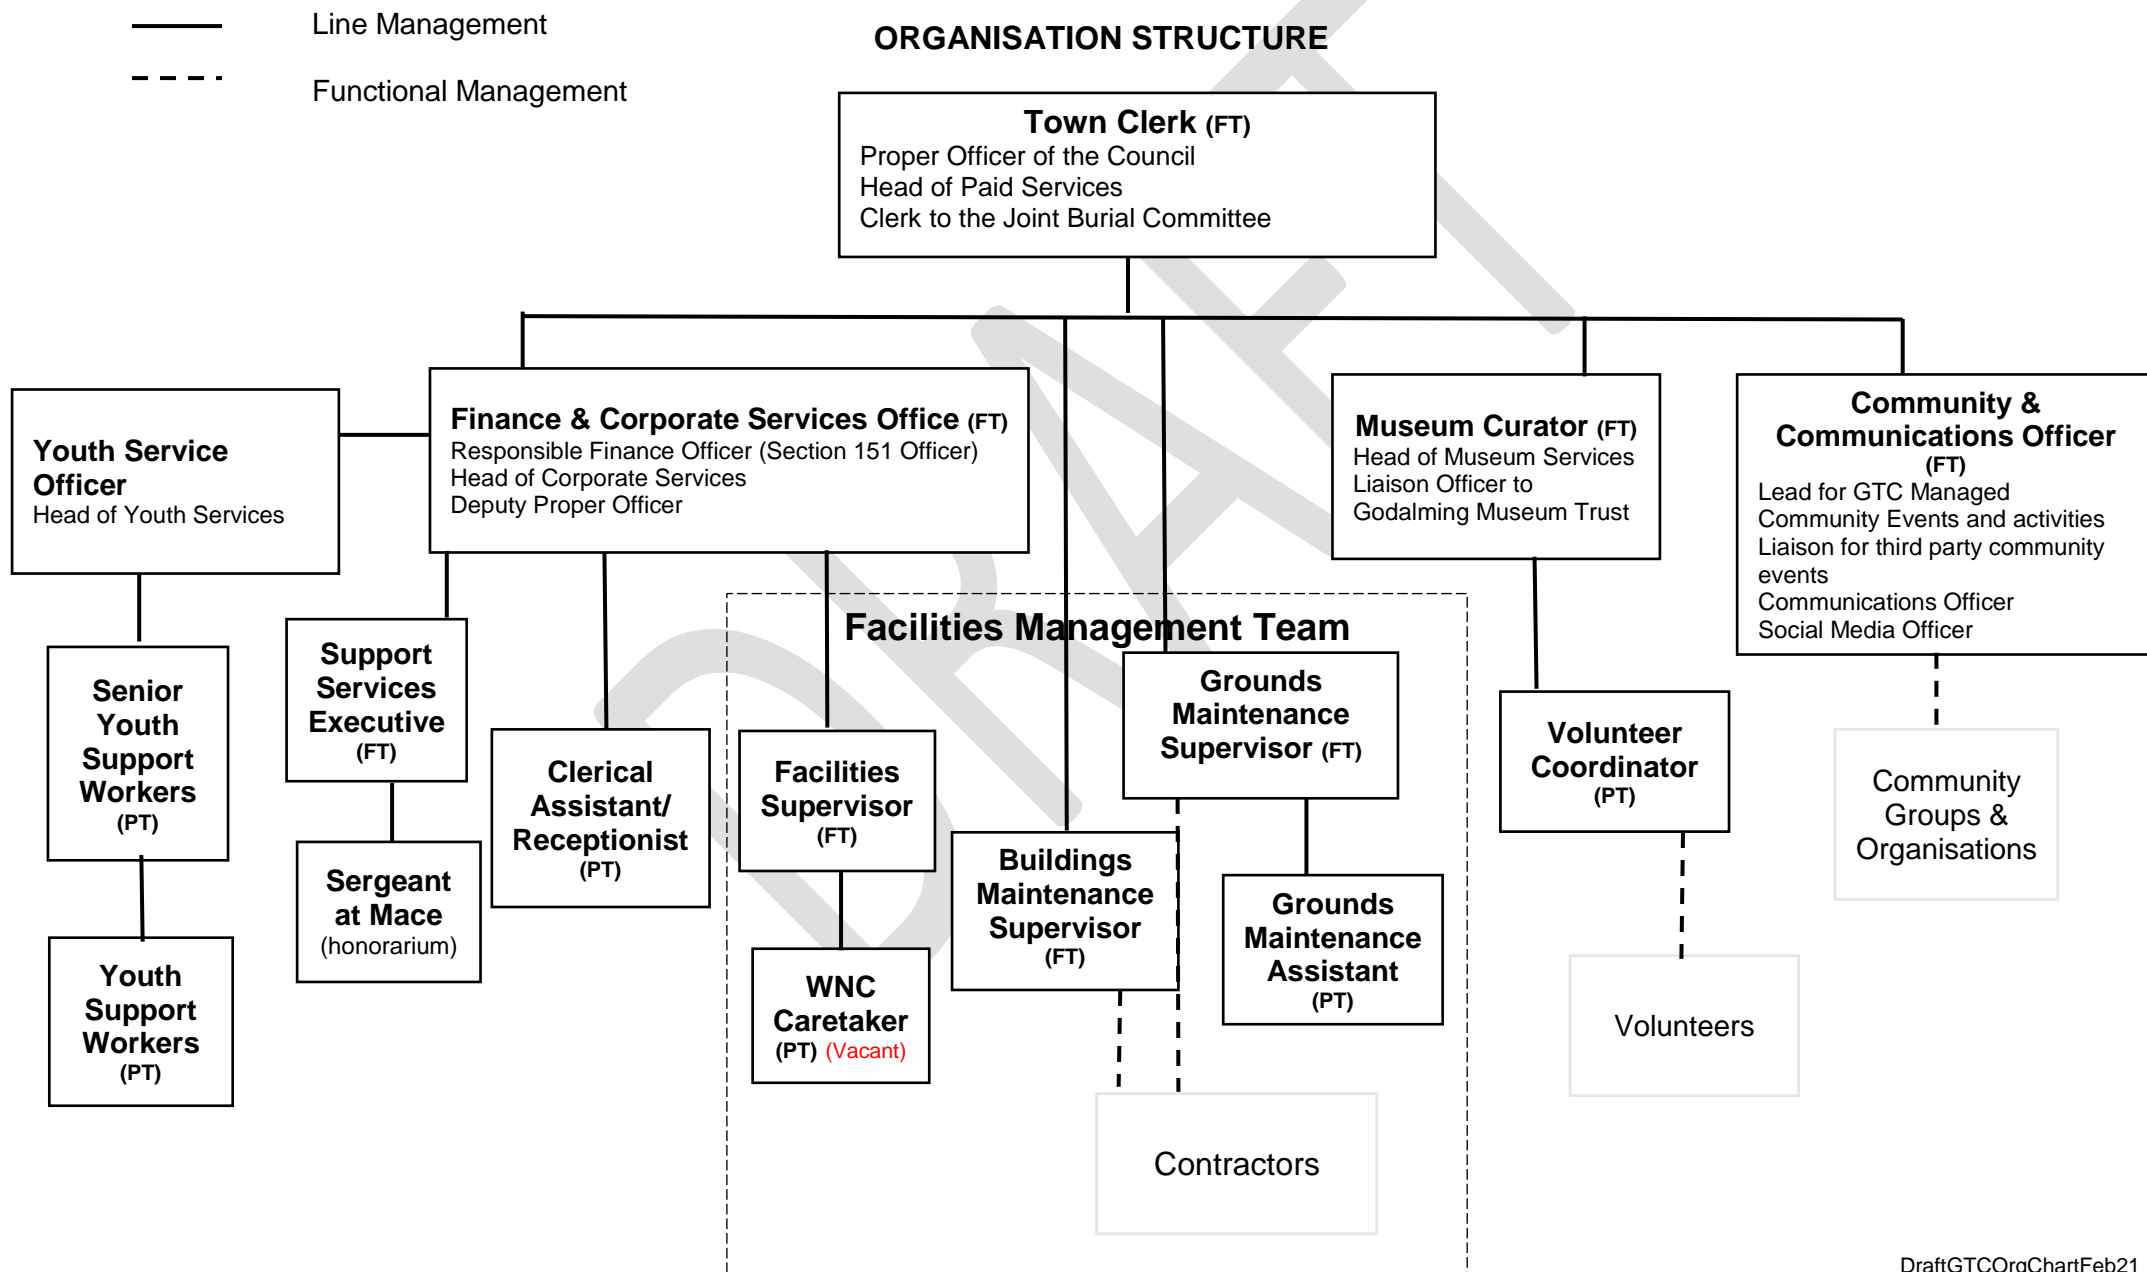 Line Management
Functional Management
ORGANISATION STRUCTURE
Town Clerk (FT)
Proper Officer of the Council
Head of Paid Services
Clerk to the Joint Burial Committee
Youth Service
Officer
Head of Youth Services
Finance & Corporate Services Office (FT)
Responsible Finance Officer (Section 151 Officer)
Head of Corporate Services
Deputy Proper Officer
Museum Curator (FT)
Head of Museum Services
Liaison Officer to
Godalming Museum Trust
Community &
Communications Officer
(FT)
Lead for GTC Managed
Community Events and activities
Liaison for third party community
events
Communications Officer
Social Media Officer
Facilities Management Team
Senior
Youth
Support
Workers
(PT)
Support
Services
Executive
(FT)
Clerical
Assistant/
Receptionist
(PT)
Facilities
Supervisor
(FT)
Grounds
Maintenance
Supervisor (FT)
Volunteer
Coordinator
(PT)
Community
Groups &
Organisations
Sergeant
at Mace
(honorarium)
Buildings
Maintenance
Supervisor
(FT)
Grounds
Maintenance
Assistant
(PT)
Youth
Support
Workers
(PT)
WNC
Caretaker
(PT) (Vacant)
Volunteers
Contractors
DraftGTCOrgChartFeb21
DRAFT